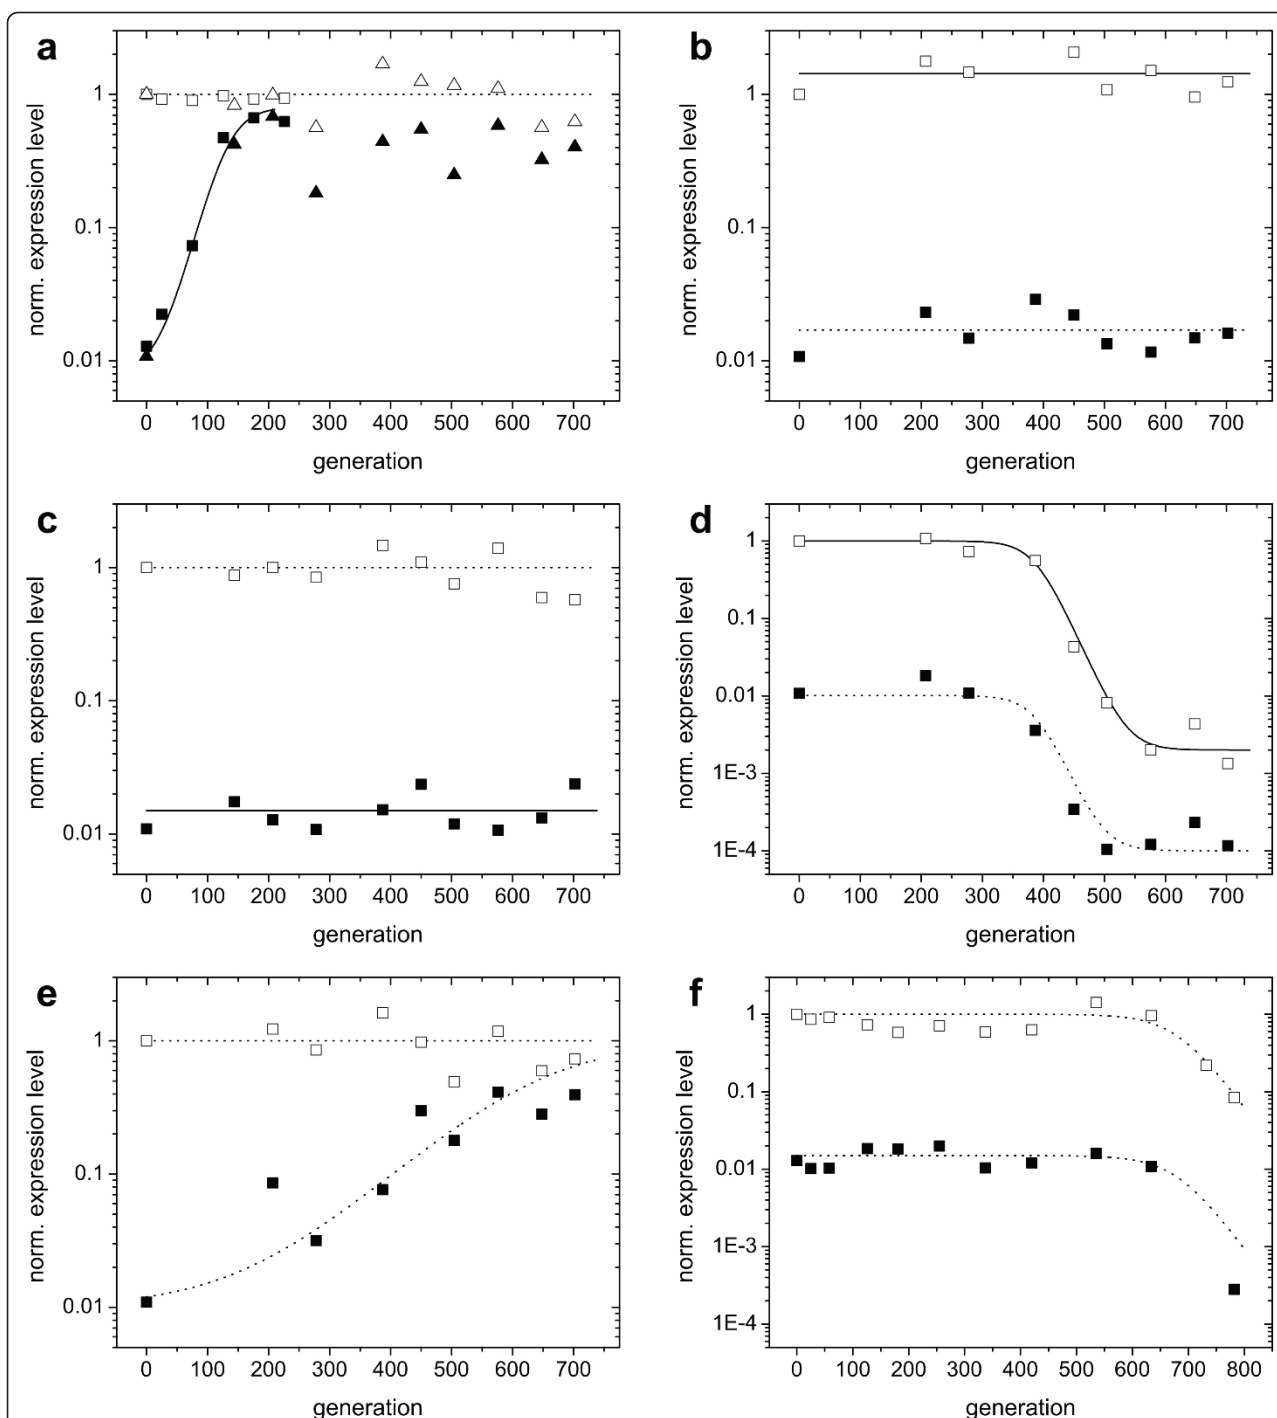 a
norm. expression level
1
0.1
0.01
0 100 200 300 400 500 600 700
generation
b
norm. expression level
1
0.1
0.01
0 100 200 300 400 500 600 700
generation
c
norm. expression level
1
0.1
0.01
0 100 200 300 400 500 600 700
generation
d
norm. expression level
1
0.1
0.01
1E-3
1E-4
0 100 200 300 400 500 600 700
generation
e
norm. expression level
1
0.1
0.01
0 100 200 300 400 500 600 700
generation
f
norm. expression level
1
0.1
0.01
1E-3
1E-4
0 100 200 300 400 500 600 700 800
generation